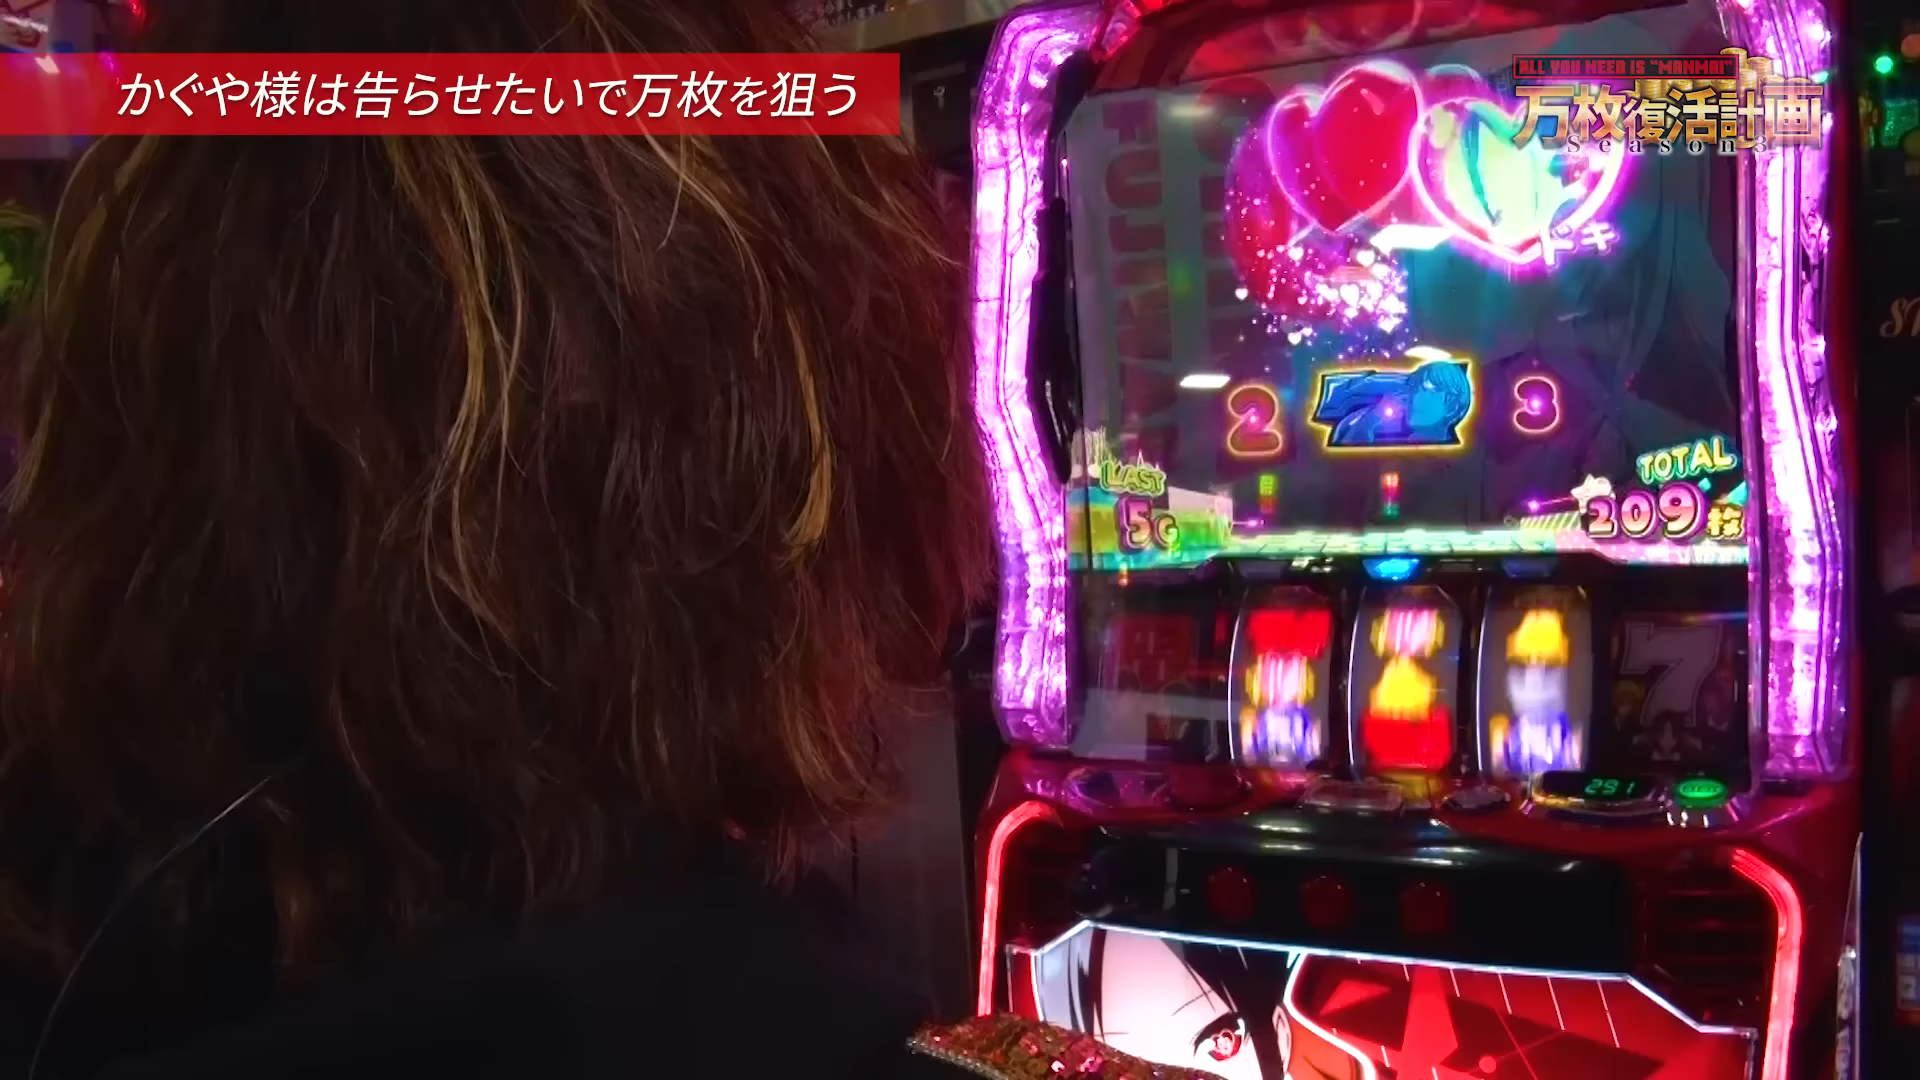 かぐや様は告らせたいで万枚を狙う
ALL YOU NEED IS "MANMAI"
万枚復活計画
Season3
ドキ
2 7 3
LAST
5G
TOTAL
209枚
291